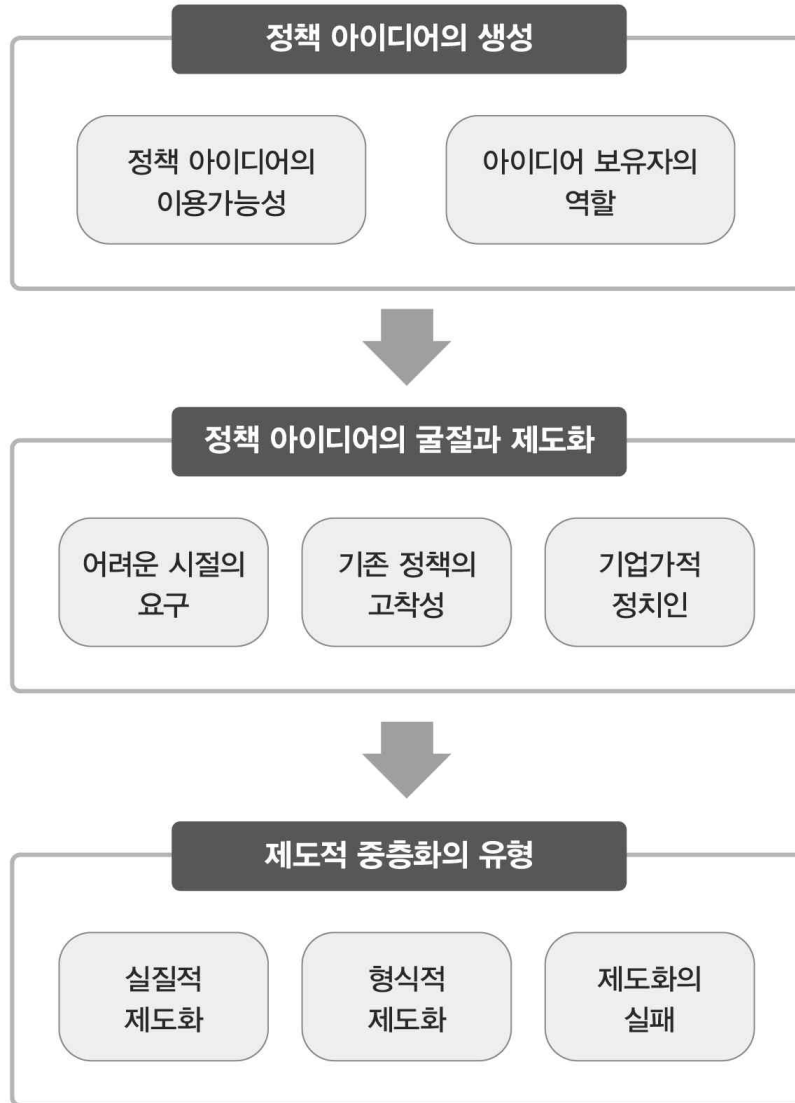 정책 아이디어의 생성
정책 아이디어의
이용가능성
아이디어 보유자의
역할
정책 아이디어의 굴절과 제도화
어려운 시절의
요구
기존 정책의
고착성
기업가적
정치인
제도적 중층화의 유형
실질적
제도화
형식적
제도화
제도화의
실패